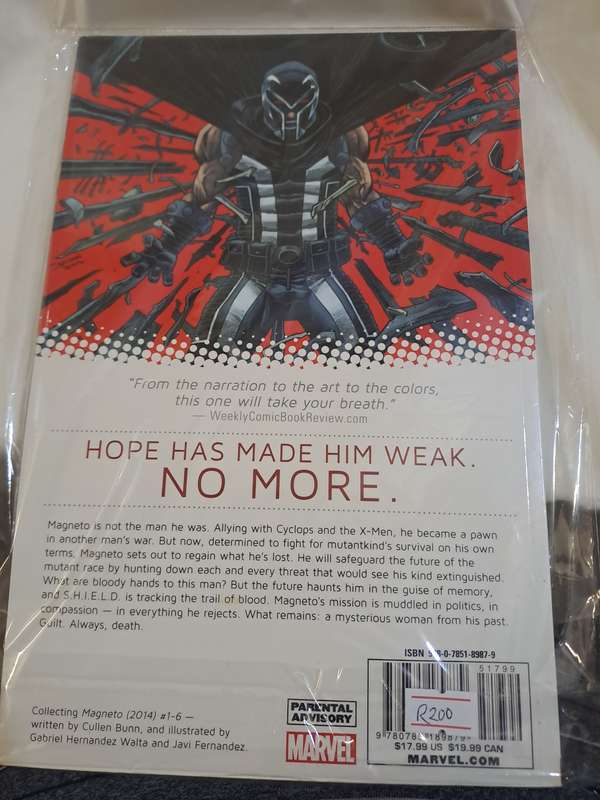 "From the narration to the art to the colors,
this one will take your breath."
— WeeklyComicBookReview.com
HOPE HAS MADE HIM WEAK.
NO MORE.
Magneto is not the man he was. Allying with Cyclops and the X-Men, he became a pawn
in another man's war. But now, determined to fight for mutantkind's survival on his own
terms, Magneto sets out to regain what he's lost. He will safeguard the future of the
mutant race by hunting down each and every threat that would see his kind extinguished.
What are bloody hands to this man? But the future haunts him in the guise of memory,
and S.H.I.E.L.D. is tracking the trail of blood. Magneto's mission is muddled in politics, in
compassion — in everything he rejects. What remains: a mysterious woman from his past.
Guilt. Always, death.
Collecting Magneto (2014) #1-6 —
written by Cullen Bunn, and illustrated by
Gabriel Hernandez Walta and Javi Fernandez.
PARENTAL
ADVISORY
MARVEL
ISBN 978-0-7851-8987-9
51799
R200
9 78078
$17.99 US $19.99 CAN
MARVEL.COM